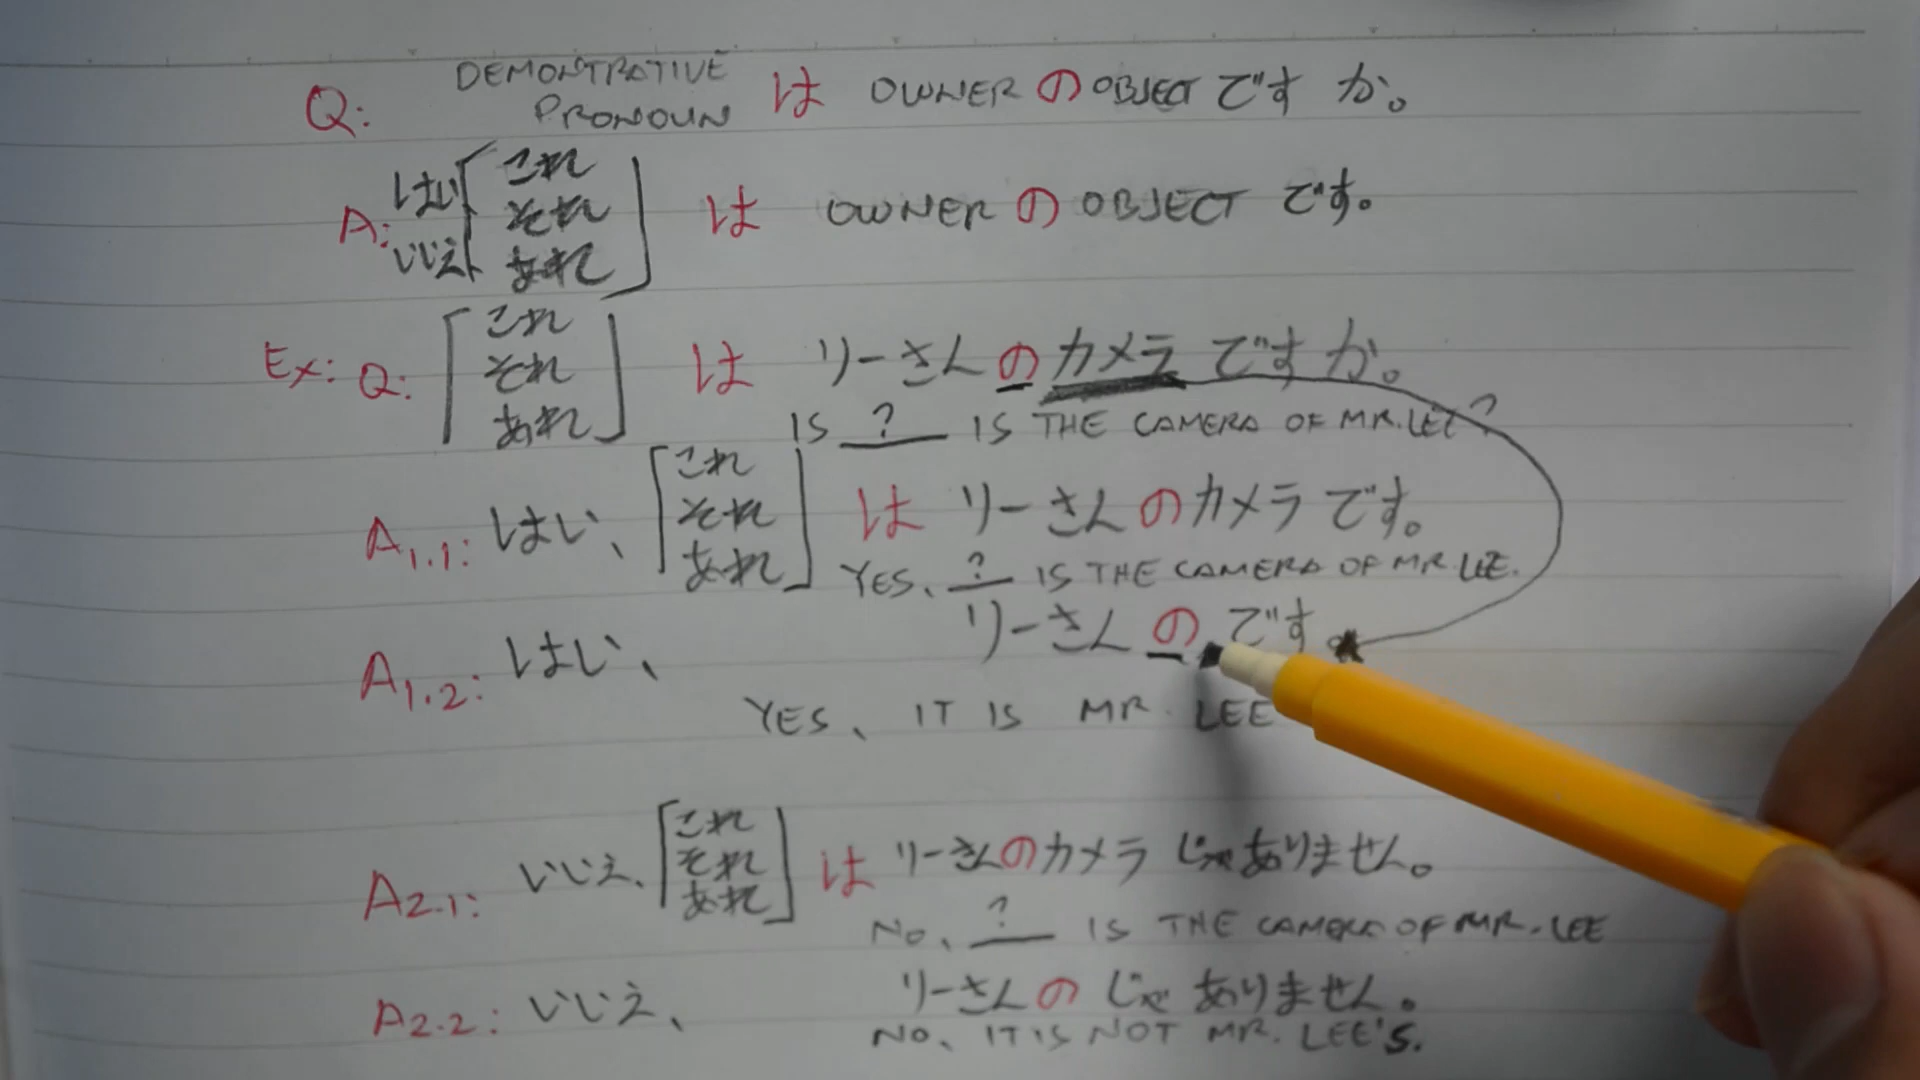 Q: DEMONSTRATIVE PRONOUN は OWNER の OBJECT です か。
A: はい いいえ
これ
それ
あれ
は OWNER の OBJECT です。
Ex: Q:
これ
それ
あれ
は リーさん の カメラ です か。
IS ? IS THE CAMERA OF MR. LEE?
A1.1: はい、
これ
それ
あれ
は リーさんのカメラです。
YES、 ? IS THE CAMERA OF MR. LEE.
A1.2: はい、 リーさん の です
YES、 IT IS MR. LEE
A2.1: いいえ、
これ
それ
あれ
は リーさんのカメラ じゃありません。
NO、 ? IS THE CAMERA OF MR. LEE
A2.2: いいえ、 リーさんの じゃ ありません。
NO、 IT IS NOT MR. LEE'S.